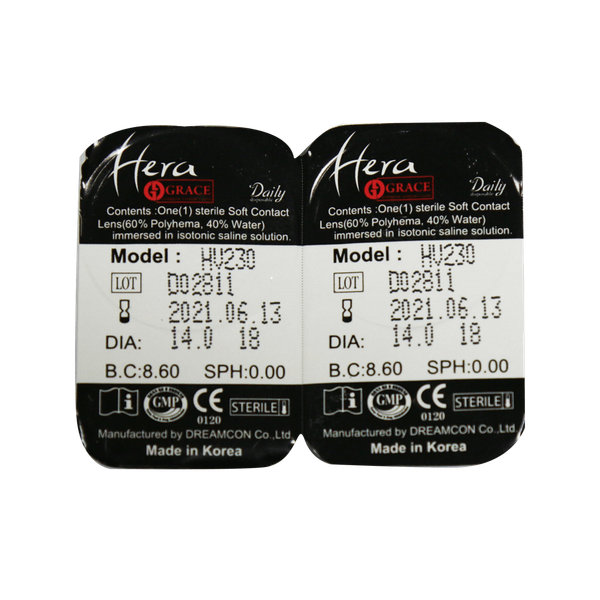 Hera
GRACE
Daily
disposable
Contents :One(1) sterile Soft Contact
Lens(60% Polyhema, 40% Water)
immersed in isotonic saline solution.
Model : HV230
LOT D02811
2021.06.13
DIA: 14.0 18
B.C:8.60 SPH:0.00
i GMP CE 0120 STERILE
Manufactured by DREAMCON Co.,Ltd.
Made in Korea
Hera
GRACE
Daily
disposable
Contents :One(1) sterile Soft Contact
Lens(60% Polyhema, 40% Water)
immersed in isotonic saline solution.
Model : HV230
LOT D02811
2021.06.13
DIA: 14.0 18
B.C:8.60 SPH:0.00
i GMP CE 0120 STERILE
Manufactured by DREAMCON Co.,Ltd.
Made in Korea